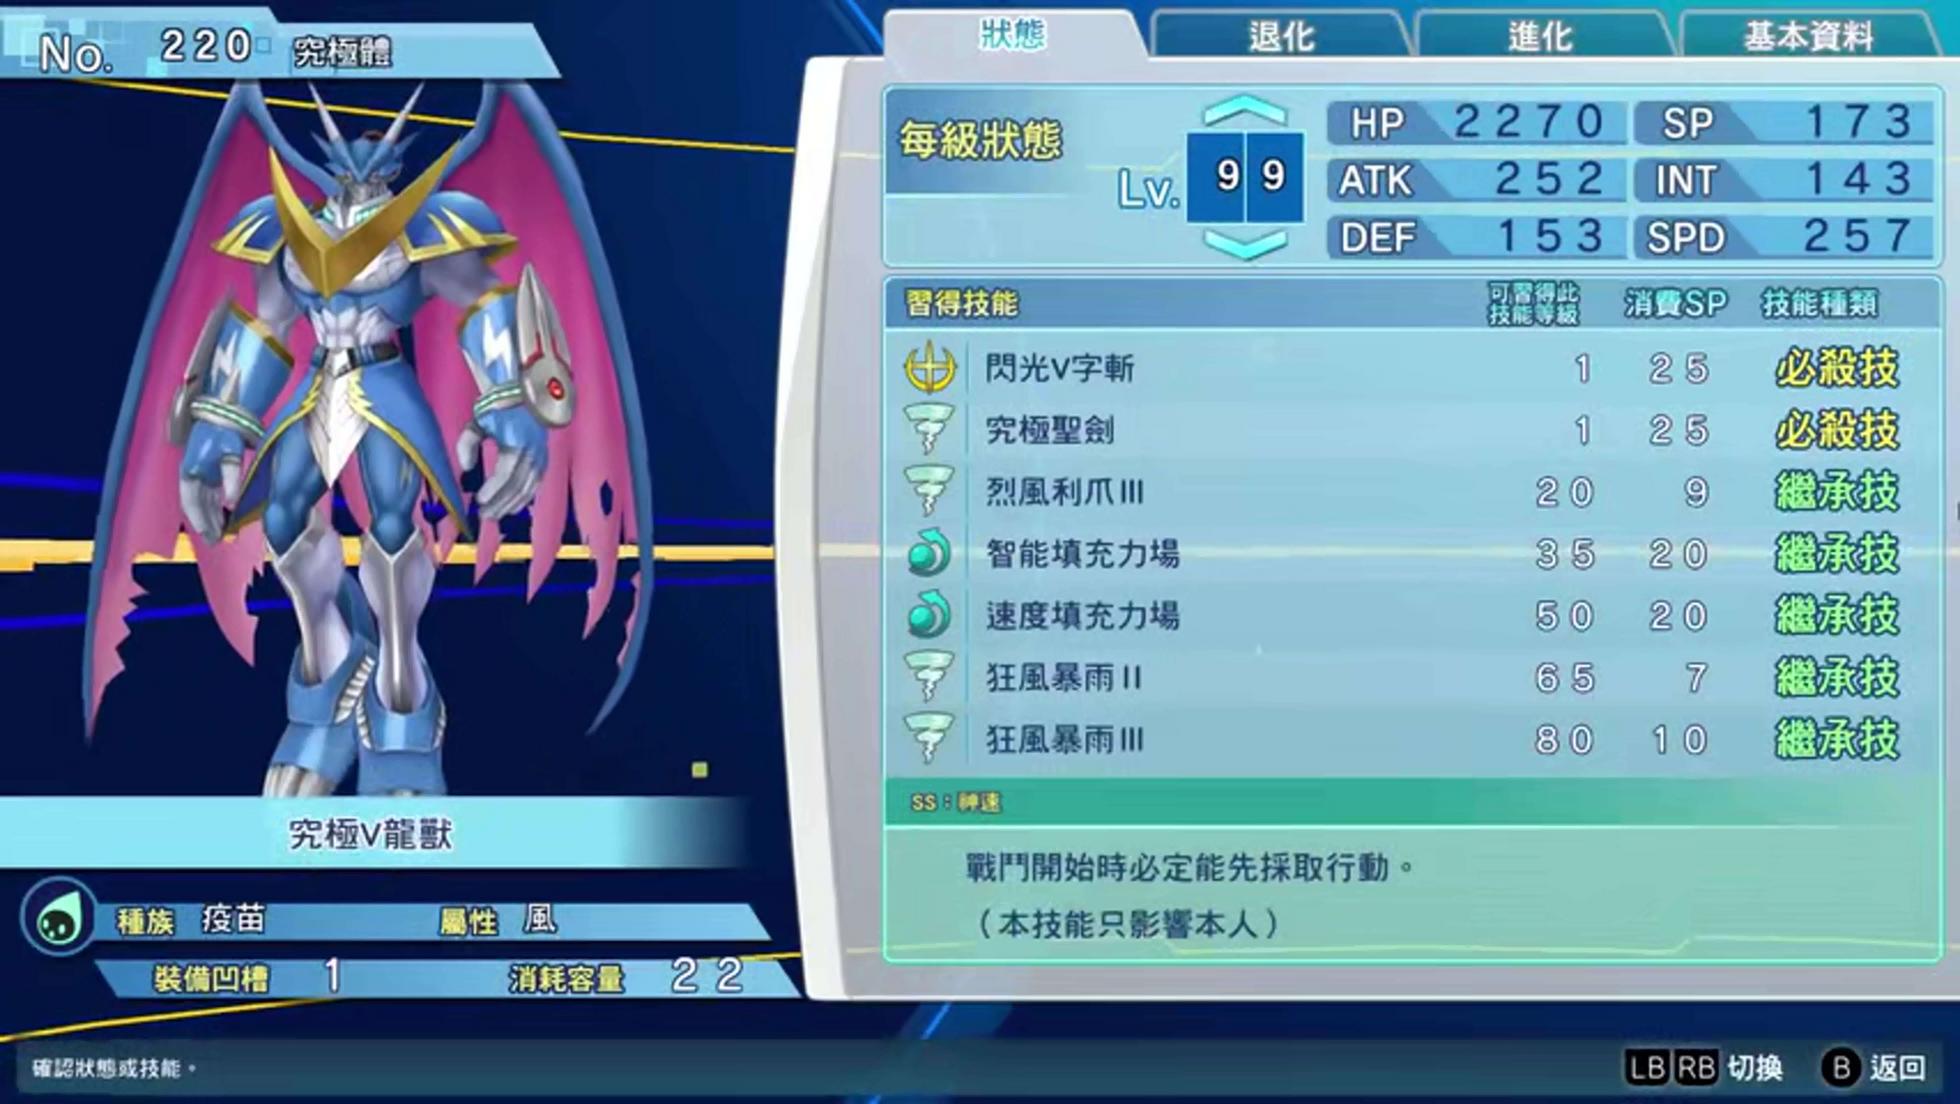 No. 220 究極體
狀態 退化 進化 基本資料
每級狀態
Lv. 99
HP 2270 SP 173
ATK 252 INT 143
DEF 153 SPD 257
習得技能 可習得此技能等級 消費SP 技能種類
閃光V字斬 1 25 必殺技
究極聖劍 1 25 必殺技
烈風利爪III 20 9 繼承技
智能填充力場 35 20 繼承技
速度填充力場 50 20 繼承技
狂風暴雨II 65 7 繼承技
狂風暴雨III 80 10 繼承技
SS：神速
戰鬥開始時必定能先採取行動。
（本技能只影響本人）
究極V龍獸
種族 疫苗 屬性 風
裝備凹槽 1 消耗容量 22
確認狀態或技能。
LB RB 切換 B 返回